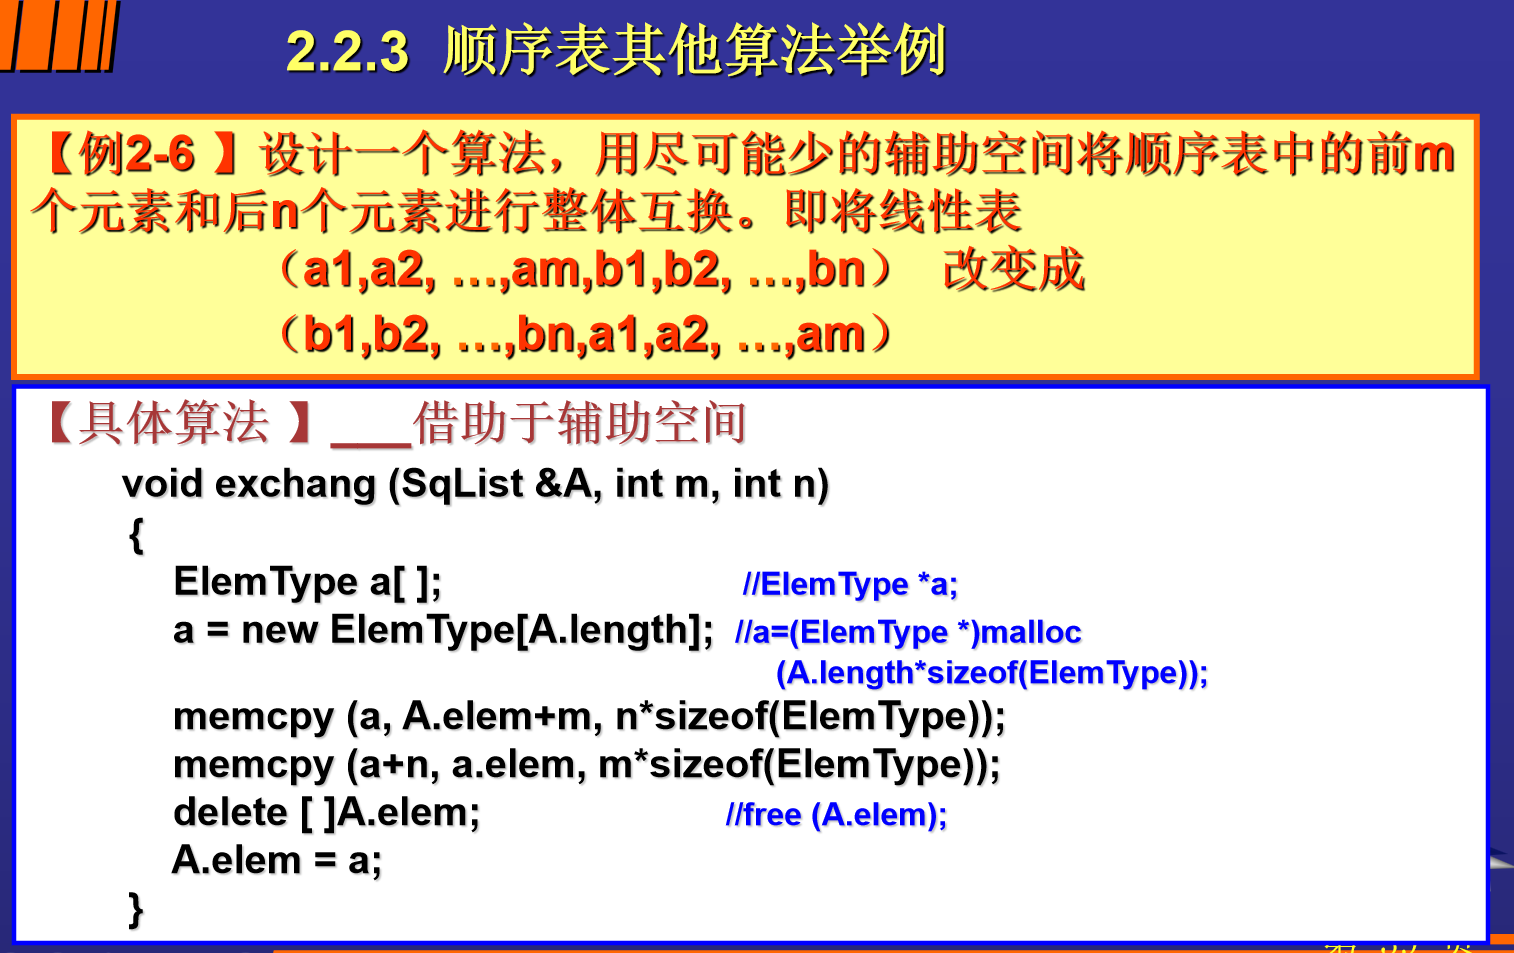 2.2.3 顺序表其他算法举例
【例2-6 】设计一个算法，用尽可能少的辅助空间将顺序表中的前m
个元素和后n个元素进行整体互换。即将线性表
（a1,a2, …,am,b1,b2, …,bn） 改变成
（b1,b2, …,bn,a1,a2, …,am）
【具体算法 】___借助于辅助空间
void exchang (SqList &A, int m, int n)
{
ElemType a[ ]; //ElemType *a;
a = new ElemType[A.length]; //a=(ElemType *)malloc
(A.length*sizeof(ElemType));
memcpy (a, A.elem+m, n*sizeof(ElemType));
memcpy (a+n, a.elem, m*sizeof(ElemType));
delete [ ]A.elem; //free (A.elem);
A.elem = a;
}